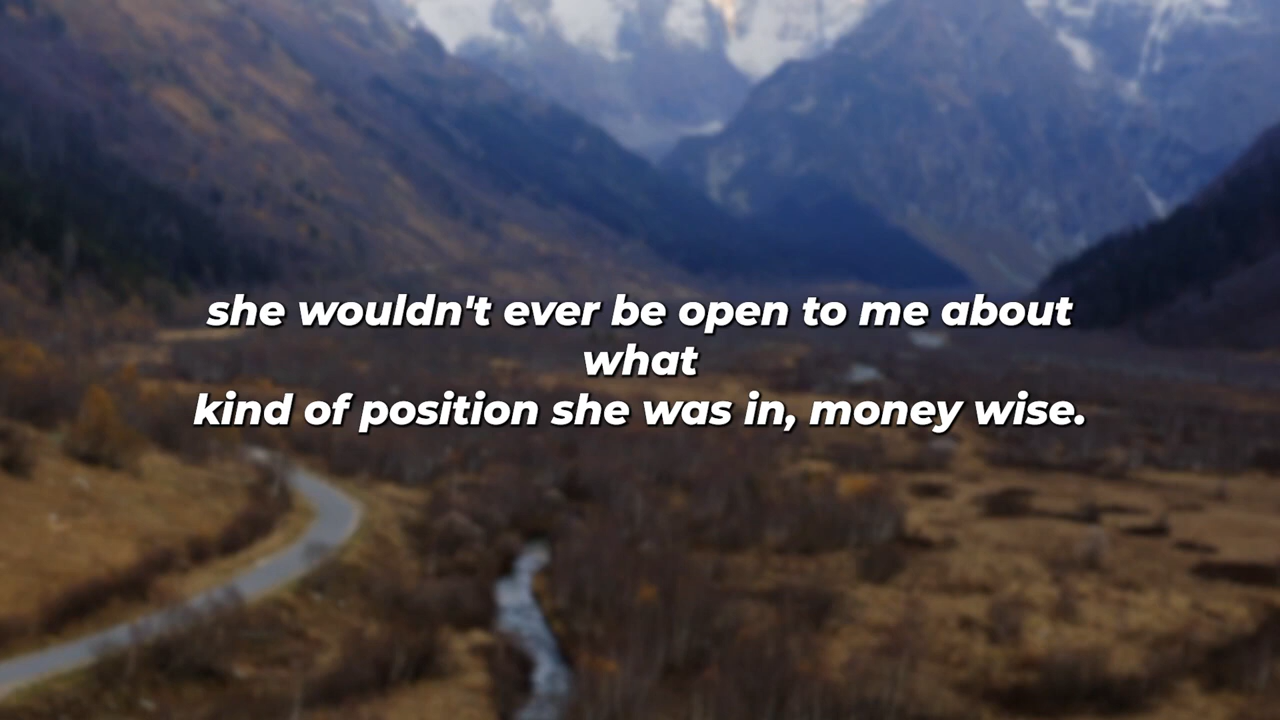 she wouldn't ever be open to me about
what
kind of position she was in, money wise.